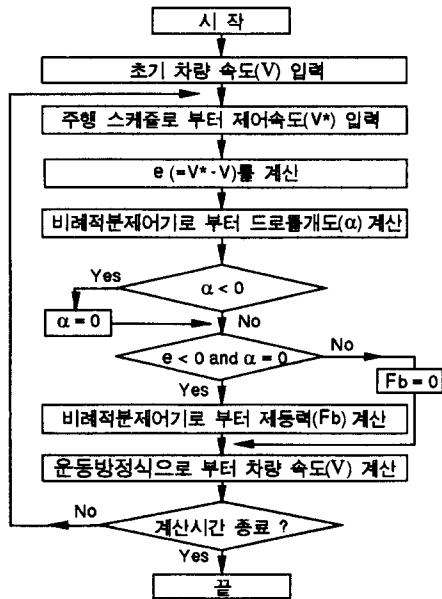 시 작
초기 차량 속도(V) 입력
주행 스케쥴로 부터 제어속도(V*) 입력
e (=V* - V)를 계산
비례적분제어기로 부터 드로틀개도(α) 계산
Yes
α < 0
α = 0
No
e < 0 and α = 0
No
Yes
Fb = 0
비례적분제어기로 부터 제동력(Fb) 계산
운동방정식으로 부터 차량 속도(V) 계산
No
계산시간 종료 ?
Yes
끝